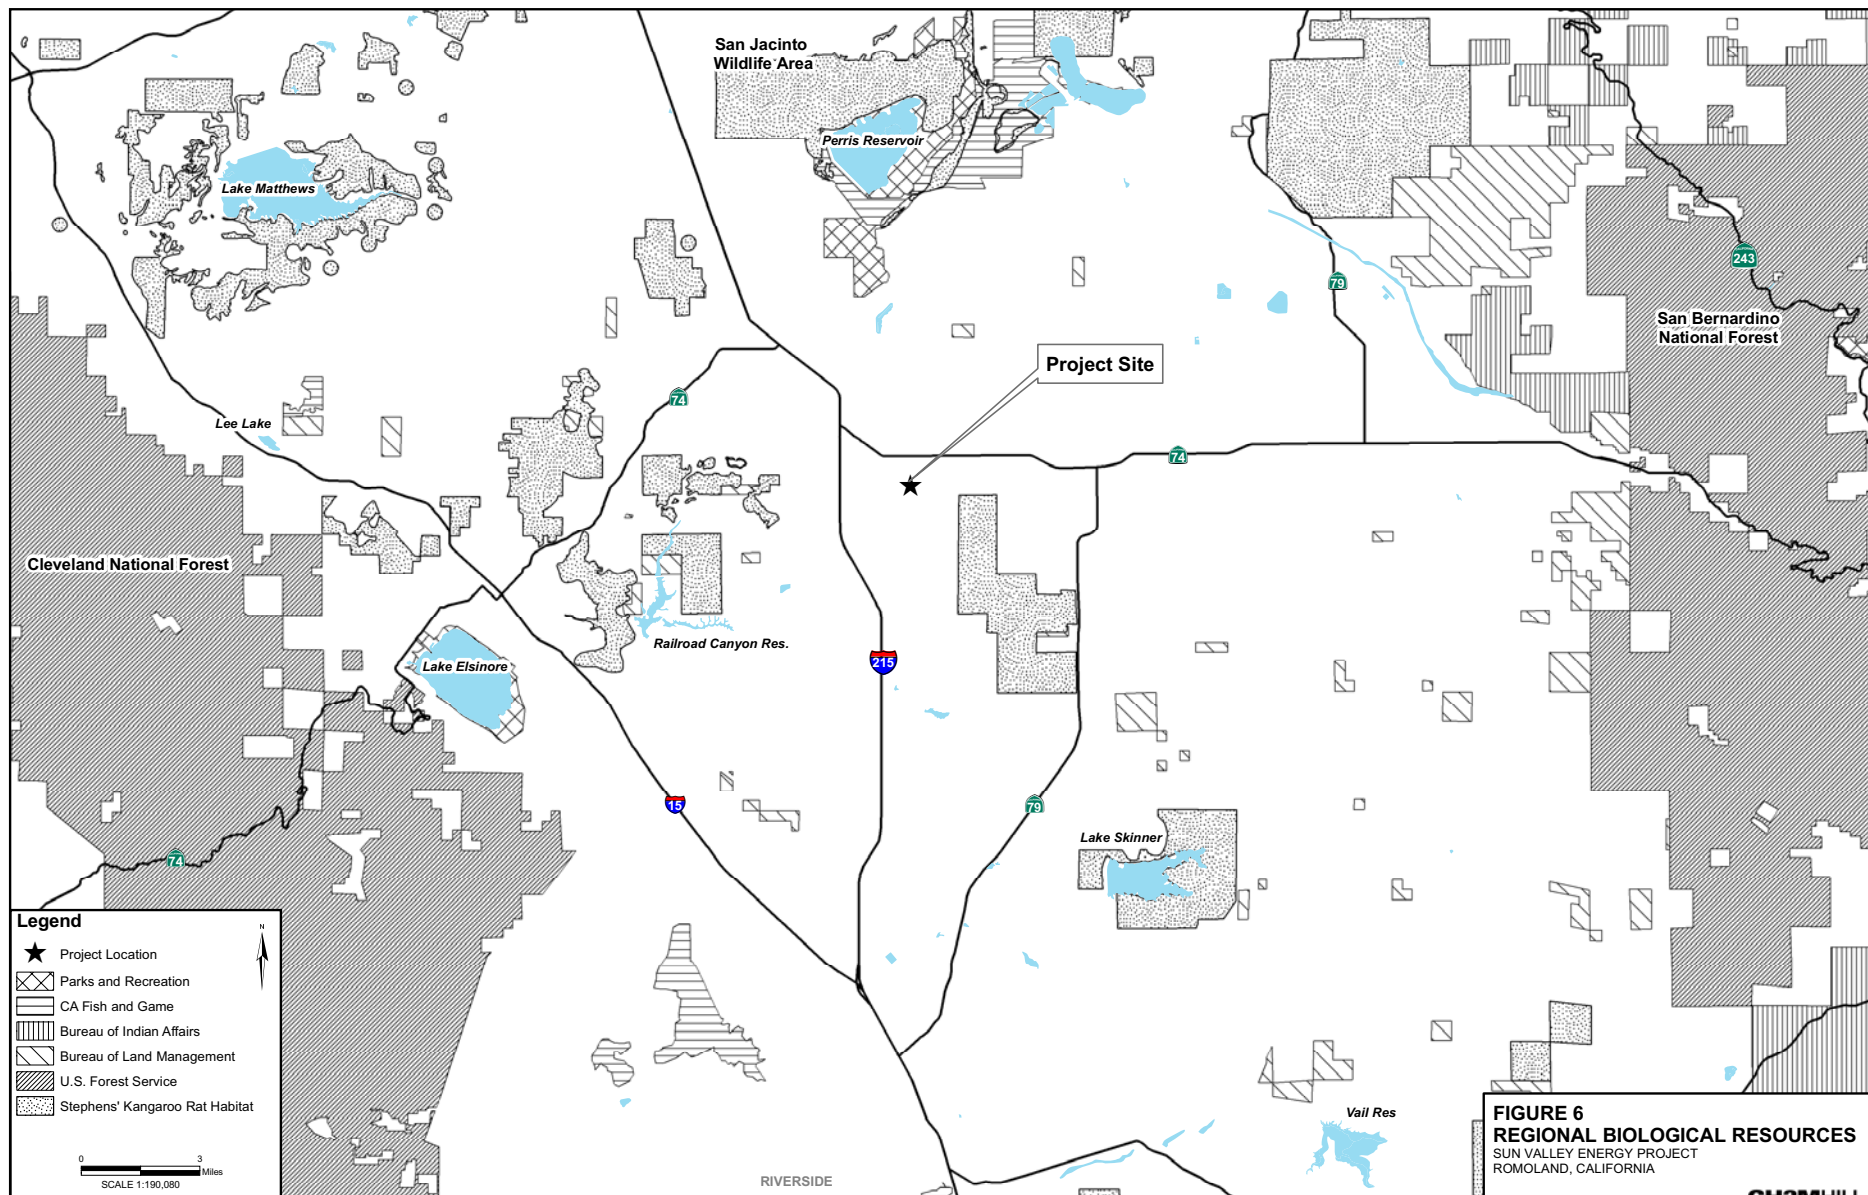 San Jacinto
Wildlife Area
Perris Reservoir
Lake Matthews
243
79
San Bernardino
National Forest
Project Site
74
Lee Lake
74
Cleveland National Forest
Railroad Canyon Res.
Lake Elsinore
215
15
79
Lake Skinner
74
Legend
N
Project Location
Parks and Recreation
CA Fish and Game
Bureau of Indian Affairs
Bureau of Land Management
U.S. Forest Service
Stephens' Kangaroo Rat Habitat
0 3
Miles
SCALE 1:190,080
Vail Res
RIVERSIDE
FIGURE 6
REGIONAL BIOLOGICAL RESOURCES
SUN VALLEY ENERGY PROJECT
ROMOLAND, CALIFORNIA